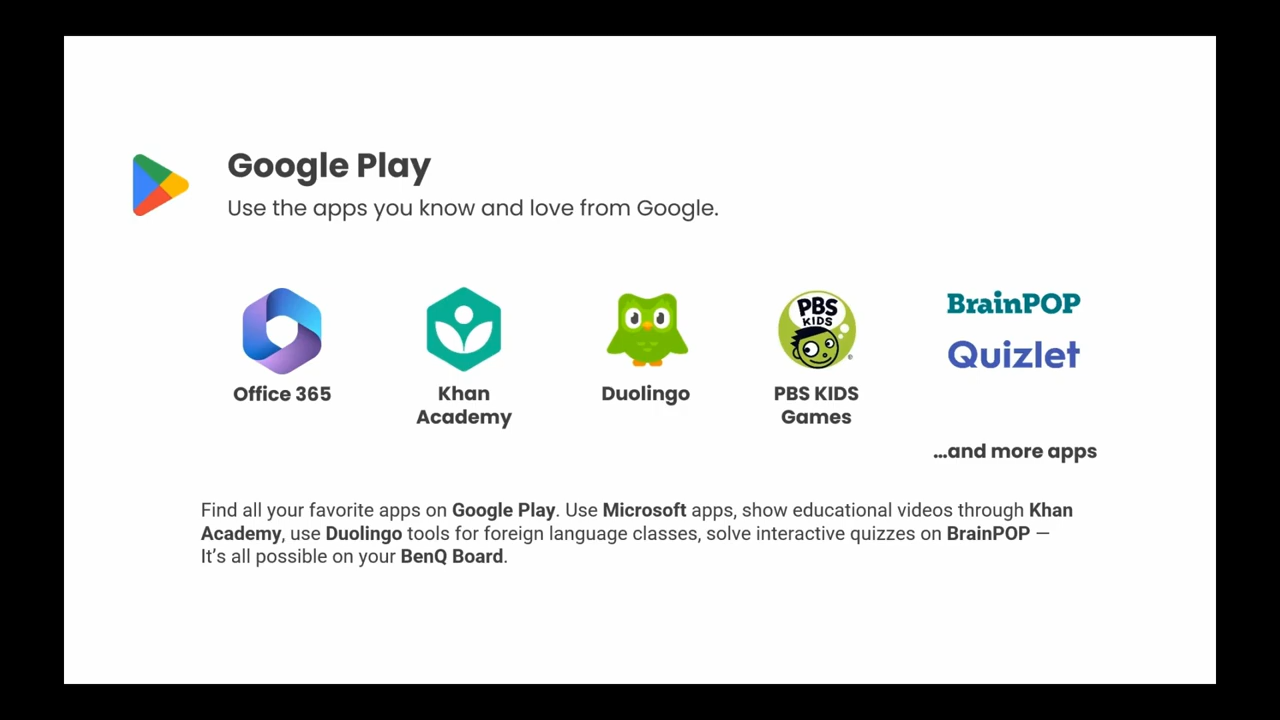 Google Play
Use the apps you know and love from Google.
PBS
KIDS
®
BrainPOP
Quizlet
Office 365
Khan
Academy
Duolingo
PBS KIDS
Games
...and more apps
Find all your favorite apps on Google Play. Use Microsoft apps, show educational videos through Khan
Academy, use Duolingo tools for foreign language classes, solve interactive quizzes on BrainPOP —
It’s all possible on your BenQ Board.